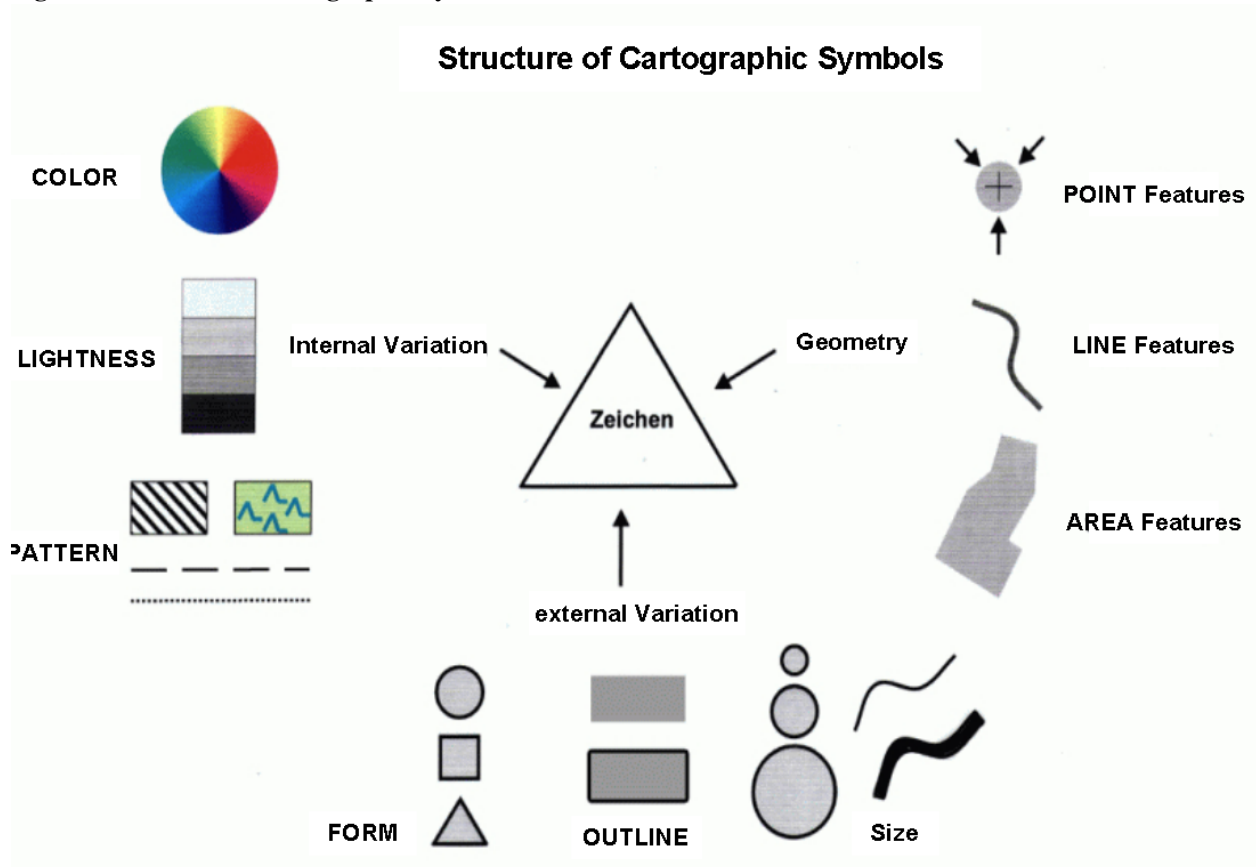 Structure of Cartographic Symbols
COLOR
POINT Features
LIGHTNESS
Internal Variation
Geometry
LINE Features
Zeichen
PATTERN
AREA Features
external Variation
FORM
OUTLINE
Size